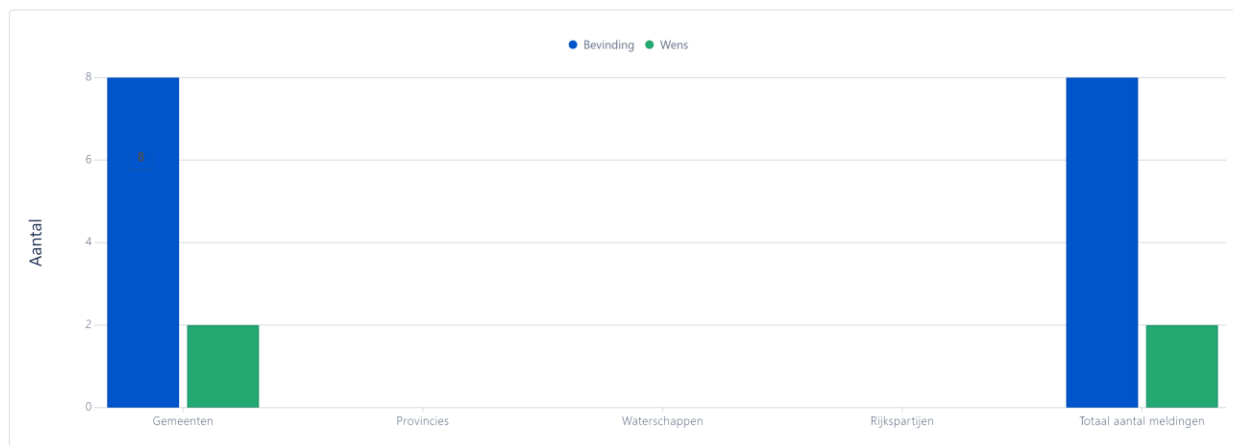 Bevinding Wens
Aantal
8
6
4
2
0
Gemeenten Provincies Waterschappen Rijkspartijen Totaal aantal meldingen